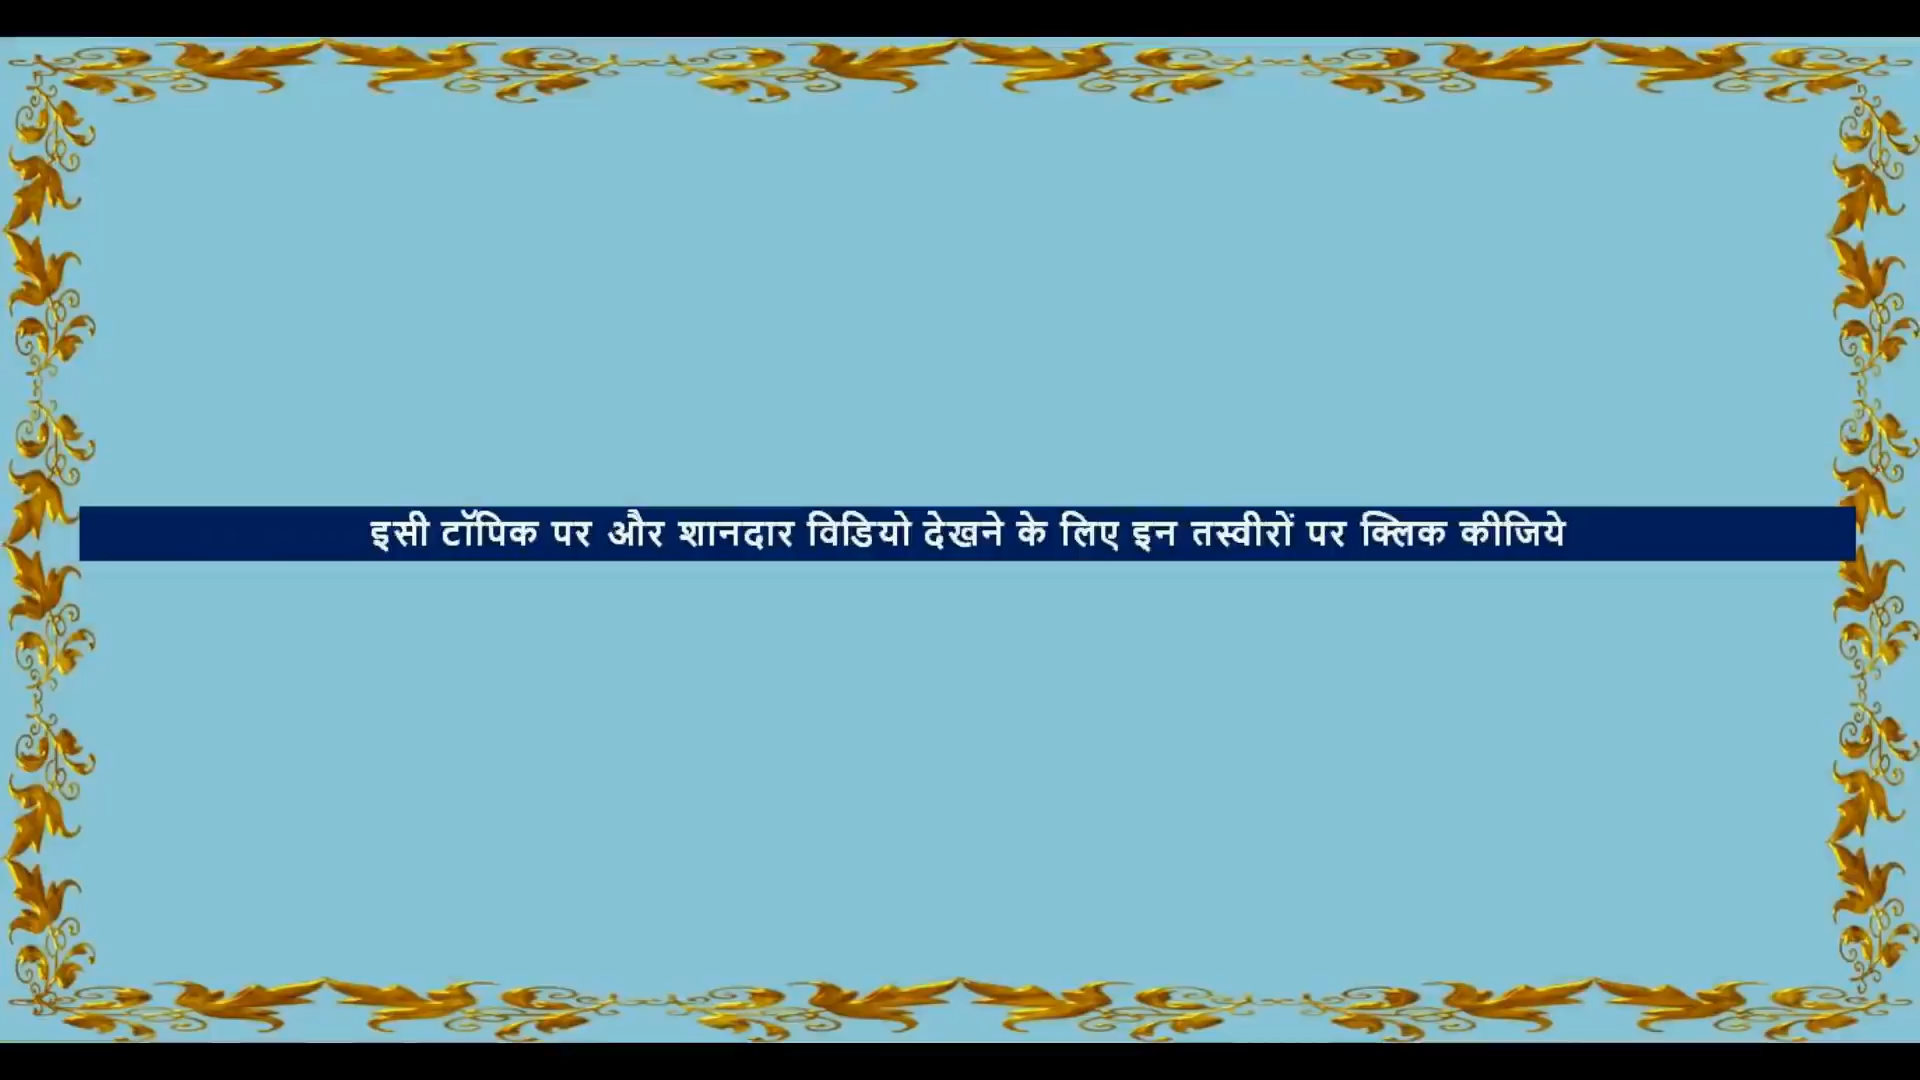 इसी टॉपिक पर और शानदार विडियो देखने के लिए इन तस्वीरों पर क्लिक कीजिये